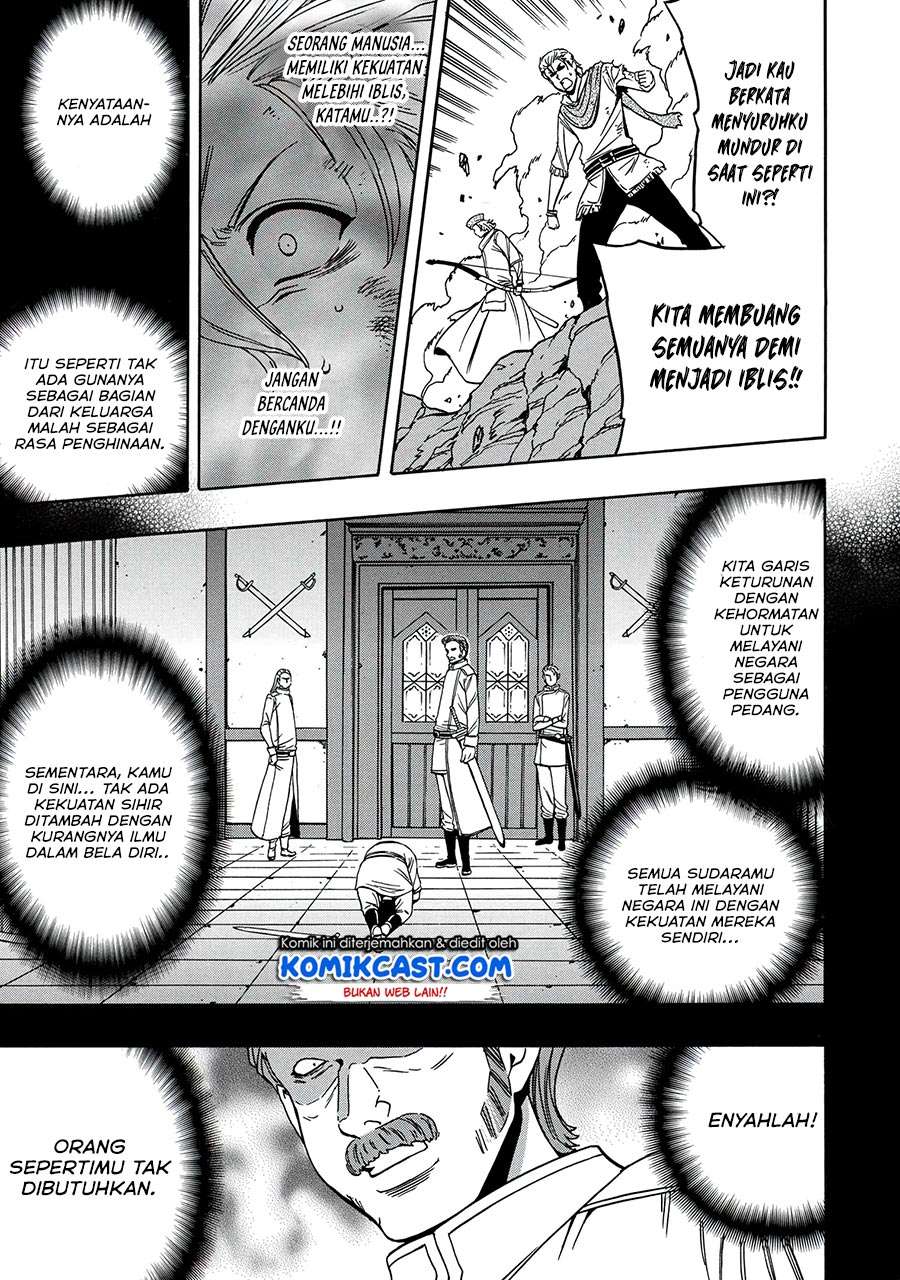 JADI KAU
BERKATA
MENYURUHKU
MUNDUR DI
SAAT SEPERTI
INI?!
KITA MEMBUANG
SEMUANYA DEMI
MENJADI IBLIS!!
SEORANG MANUSIA...
MEMILIKI KEKUATAN
MELEBIHI IBLIS,
KATAMU..?!
JANGAN
BERCANDA
DENGANKU...!!
KENYATAAN-
NYA ADALAH
ITU SEPERTI TAK
ADA GUNANYA
SEBAGAI BAGIAN
DARI KELUARGA
MALAH SEBAGAI
RASA PENGHINAAN.
KITA GARIS
KETURUNAN
DENGAN
KEHORMATAN
UNTUK
MELAYANI
NEGARA
SEBAGAI
PENGGUNA
PEDANG.
SEMUA SUDARAMU
TELAH MELAYANI
NEGARA INI DENGAN
KEKUATAN MEREKA
SENDIRI...
SEMENTARA, KAMU
DI SINI... TAK ADA
KEKUATAN SIHIR
DITAMBAH DENGAN
KURANGNYA ILMU
DALAM BELA DIRI..
Komik ini diterjemahkan & diedit oleh
KOMIKCAST.COM
BUKAN WEB LAIN!!
ENYAHLAH!
ORANG
SEPERTIMU TAK
DIBUTUHKAN.